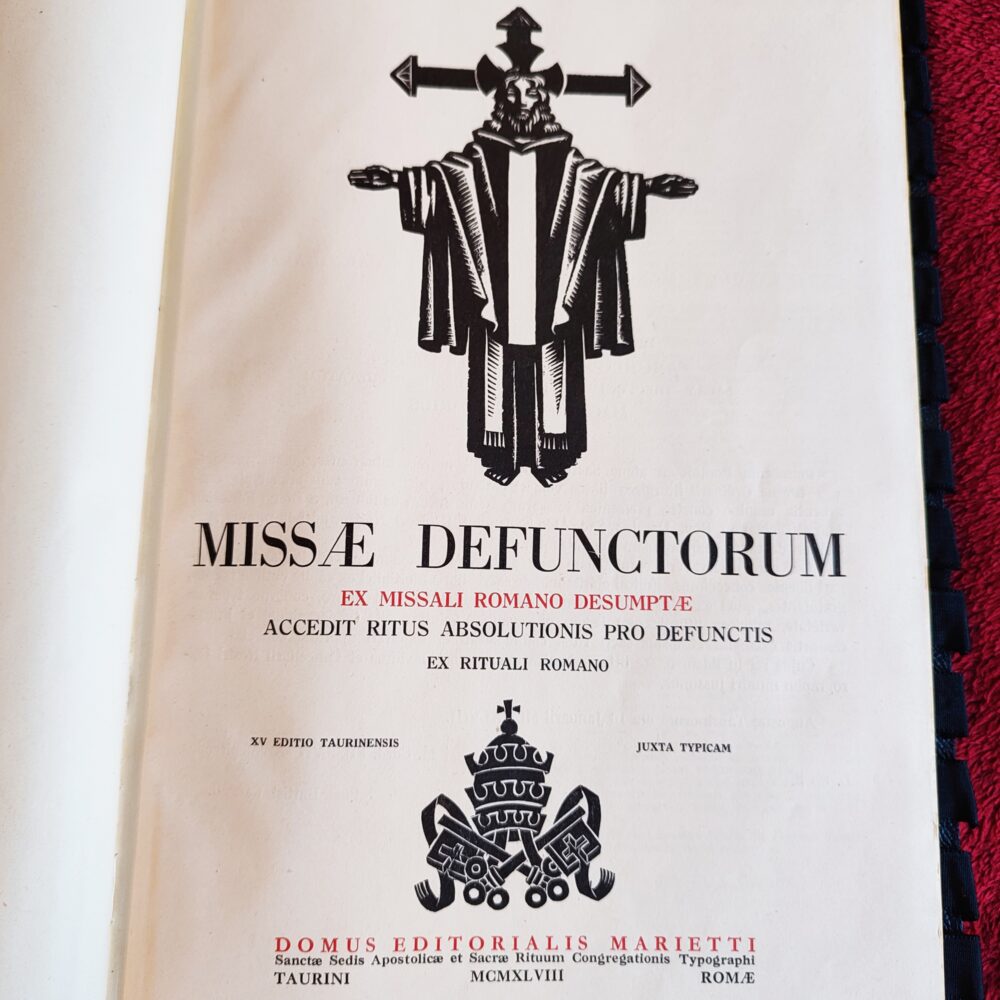 MISSÆ DEFUNCTORUM
EX MISSALI ROMANO DESUMPTÆ
ACCEDIT RITUS ABSOLUTIONIS PRO DEFUNCTIS
EX RITUALI ROMANO
XV EDITIO TAURINENSIS JUXTA TYPICAM
DOMUS EDITORIALIS MARIETTI
Sanctæ Sedis Apostolicæ et Sacræ Rituum Congregationis Typographi
TAURINI MCMXLVIII ROMÆ